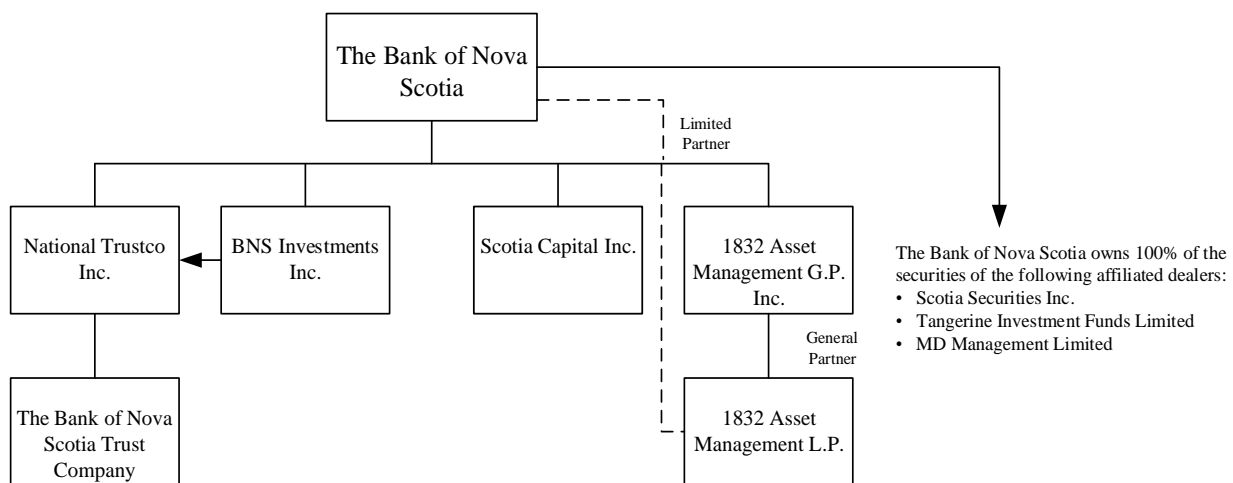 The Bank of Nova
Scotia
Limited
Partner
National Trustco
Inc.
BNS Investments
Inc.
Scotia Capital Inc.
1832 Asset
Management G.P.
Inc.
The Bank of Nova Scotia owns 100% of the
securities of the following affiliated dealers:
• Scotia Securities Inc.
• Tangerine Investment Funds Limited
• MD Management Limited
General
Partner
The Bank of Nova
Scotia Trust
Company
1832 Asset
Management L.P.